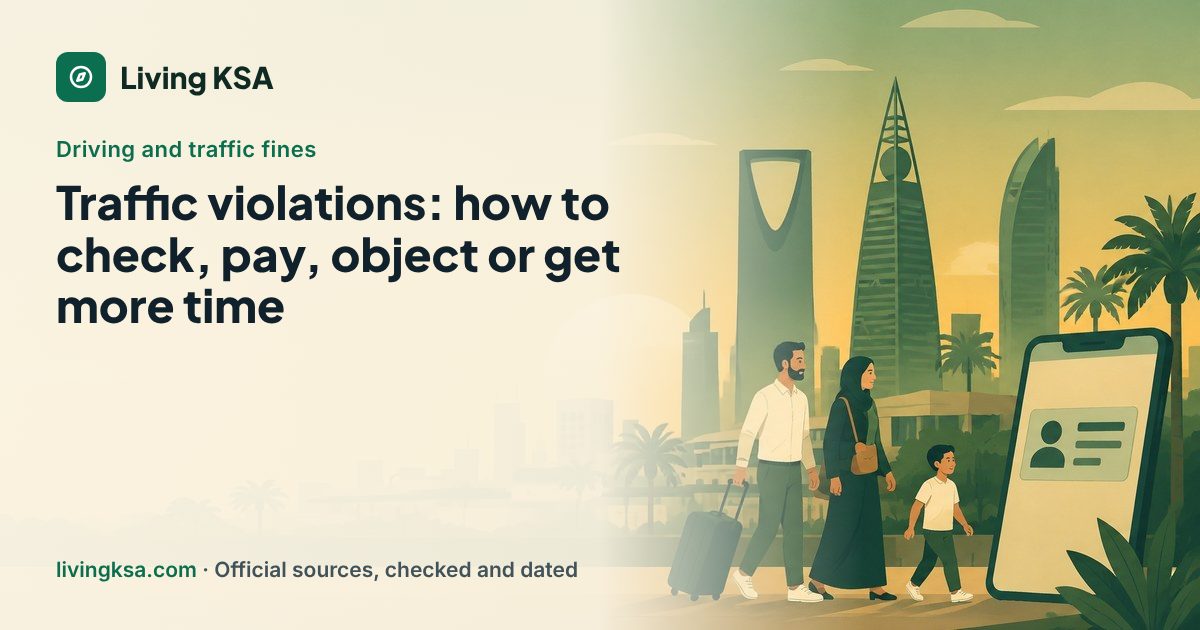 Living KSA
Driving and traffic fines
Traffic violations: how to
check, pay, object or get
more time
livingksa.com · Official sources, checked and dated